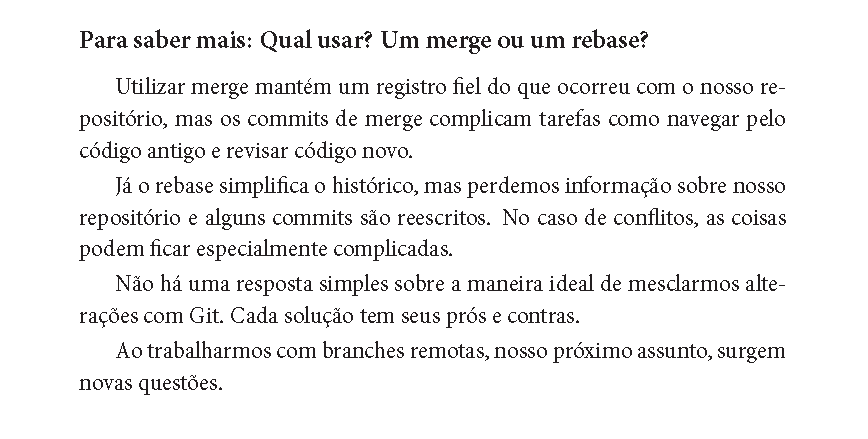 Para saber mais: Qual usar? Um merge ou um rebase?
Utilizar merge mantém um registro fiel do que ocorreu com o nosso re-
positório, mas os commits de merge complicam tarefas como navegar pelo
código antigo e revisar código novo.
Já o rebase simplifica o histórico, mas perdemos informação sobre nosso
repositório e alguns commits são reescritos. No caso de conflitos, as coisas
podem ficar especialmente complicadas.
Não há uma resposta simples sobre a maneira ideal de mesclarmos alte-
rações com Git. Cada solução tem seus prós e contras.
Ao trabalharmos com branches remotas, nosso próximo assunto, surgem
novas questões.